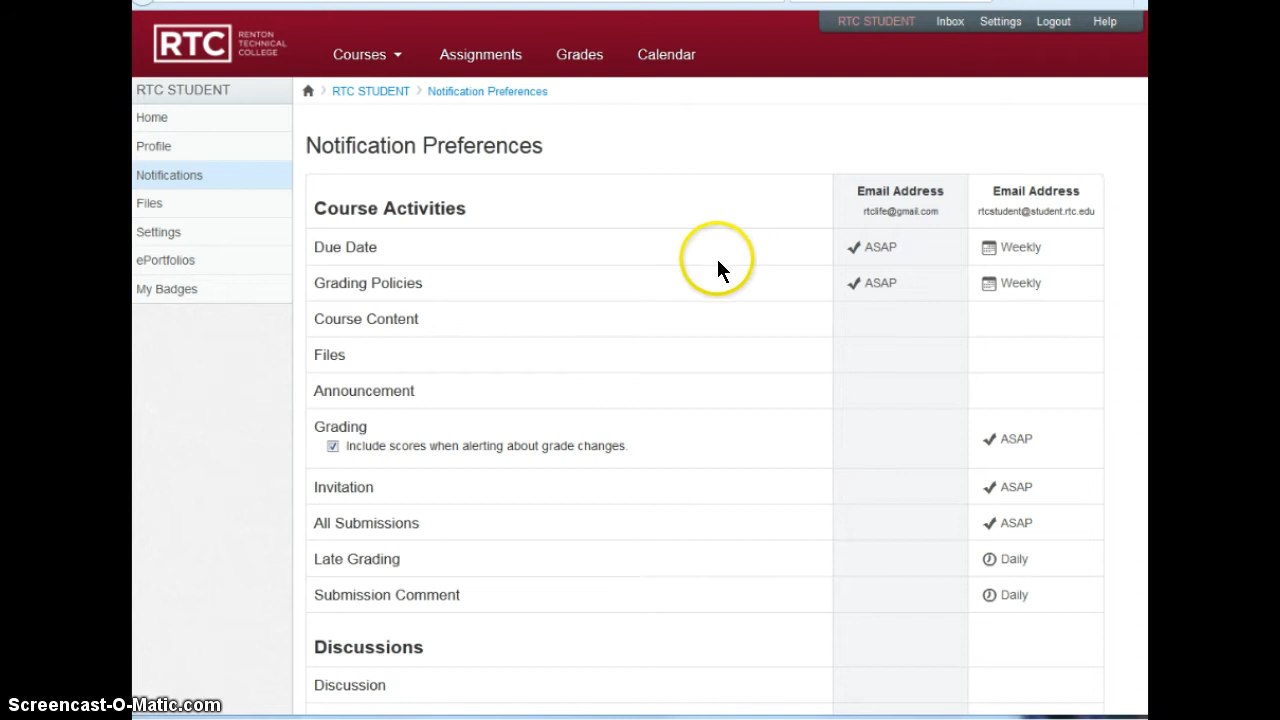 RTC STUDENT Inbox Settings Logout Help
RTC RENTON TECHNICAL COLLEGE
Courses Assignments Grades Calendar
RTC STUDENT
Home
Profile
Notifications
Files
Settings
ePortfolios
My Badges
RTC STUDENT Notification Preferences
Notification Preferences
Course Activities
Email Address
rtclife@gmail.com
Email Address
rtcstudent@student.rtc.edu
Due Date ASAP Weekly
Grading Policies ASAP Weekly
Course Content
Files
Announcement
Grading
Include scores when alerting about grade changes.
ASAP
Invitation ASAP
All Submissions ASAP
Late Grading Daily
Submission Comment Daily
Discussions
Discussion
Screencast-O-Matic.com